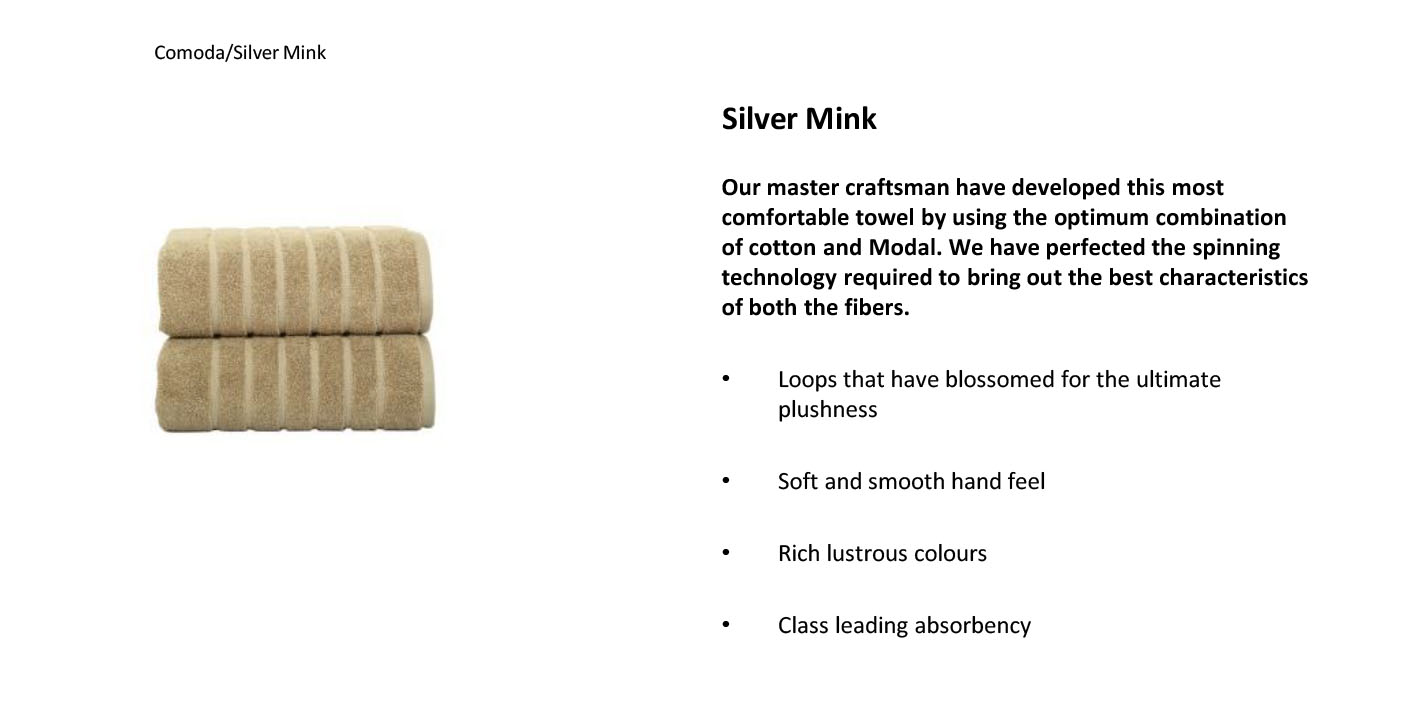 Comoda/Silver Mink
Silver Mink
Our master craftsman have developed this most
comfortable towel by using the optimum combination
of cotton and Modal. We have perfected the spinning
technology required to bring out the best characteristics
of both the fibers.
• Loops that have blossomed for the ultimate
plushness
• Soft and smooth hand feel
• Rich lustrous colours
• Class leading absorbency